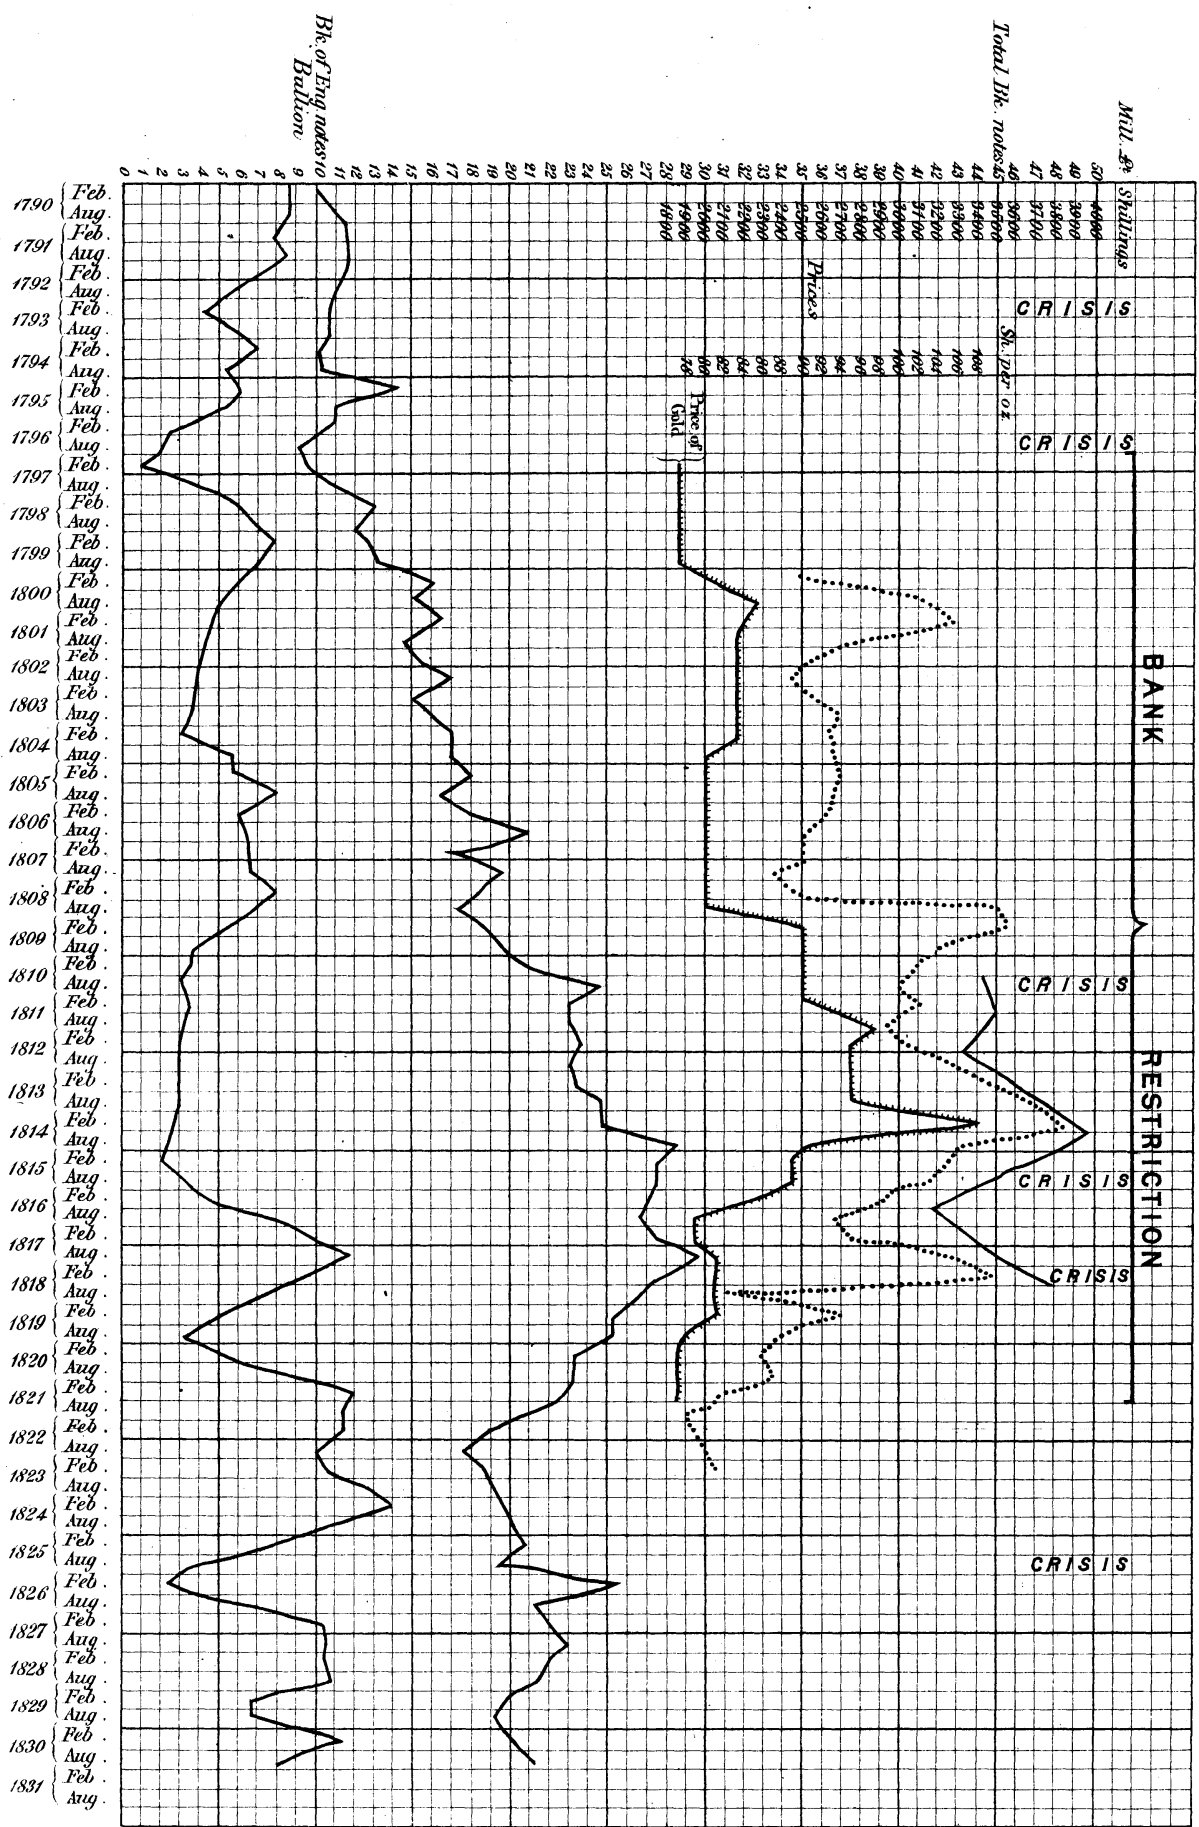 Mill. £ Shillings
Total Bk. notes
Bk. of Eng. notes
Bullion
0 1 2 3 4 5 6 7 8 9 10 11 12 13 14 15 16 17 18 19 20 21 22 23 24 25 26 27 28 29 30 31 32 33 34 35 36 37 38 39 40 41 42 43 44 45 46 47 48 49 50
1800 1900 2000 2100 2200 2300 2400 2500 2600 2700 2800 2900 3000 3100 3200 3300 3400 3500 3600 3700 3800 3900 4000
Prices
Sh. per oz
78 80 82 84 86 88 90 92 94 96 98 100 102 104 106 108
Price of
Gold
CRISIS
CRISIS
BANK RESTRICTION
CRISIS
CRISIS
CRISIS
CRISIS
1790 { Feb. Aug.
1791 { Feb. Aug.
1792 { Feb. Aug.
1793 { Feb. Aug.
1794 { Feb. Aug.
1795 { Feb. Aug.
1796 { Feb. Aug.
1797 { Feb. Aug.
1798 { Feb. Aug.
1799 { Feb. Aug.
1800 { Feb. Aug.
1801 { Feb. Aug.
1802 { Feb. Aug.
1803 { Feb. Aug.
1804 { Feb. Aug.
1805 { Feb. Aug.
1806 { Feb. Aug.
1807 { Feb. Aug.
1808 { Feb. Aug.
1809 { Feb. Aug.
1810 { Feb. Aug.
1811 { Feb. Aug.
1812 { Feb. Aug.
1813 { Feb. Aug.
1814 { Feb. Aug.
1815 { Feb. Aug.
1816 { Feb. Aug.
1817 { Feb. Aug.
1818 { Feb. Aug.
1819 { Feb. Aug.
1820 { Feb. Aug.
1821 { Feb. Aug.
1822 { Feb. Aug.
1823 { Feb. Aug.
1824 { Feb. Aug.
1825 { Feb. Aug.
1826 { Feb. Aug.
1827 { Feb. Aug.
1828 { Feb. Aug.
1829 { Feb. Aug.
1830 { Feb. Aug.
1831 { Feb. Aug.